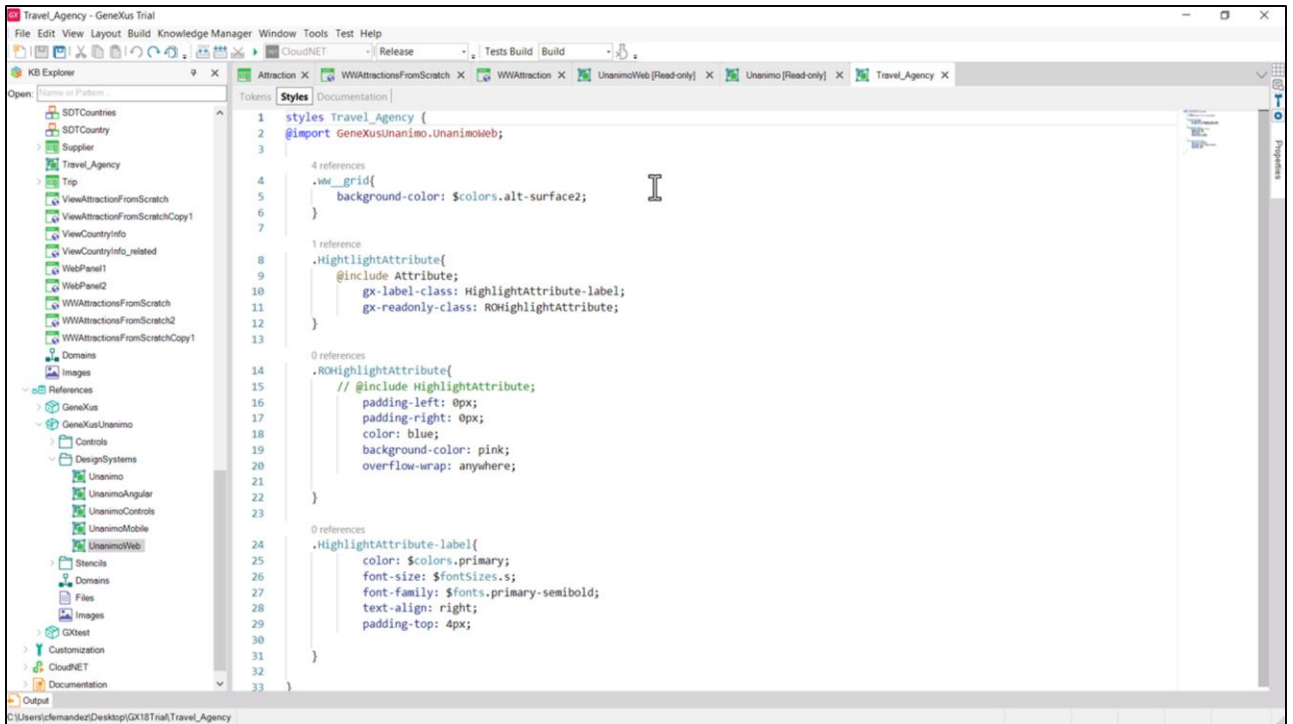 GX Travel_Agency - GeneXus Trial
File Edit View Layout Build Knowledge Manager Window Tools Test Help
CloudNET Release Tests Build Build
KB Explorer
Open: Name or Pattern ...
SDTCountries
SDTCountry
Supplier
Travel_Agency
Trip
ViewAttractionFromScratch
ViewAttractionFromScratchCopy1
ViewCountryInfo
ViewCountryInfo_related
WebPanel1
WebPanel2
WWAttractionsFromScratch
WWAttractionsFromScratch2
WWAttractionsFromScratchCopy1
Domains
Images
References
GeneXus
GeneXusUnanimo
Controls
DesignSystems
Unanimo
UnanimoAngular
UnanimoControls
UnanimoMobile
UnanimoWeb
Stencils
Domains
Files
Images
GXtest
Customization
CloudNET
Documentation
Attraction X WWAttractionsFromScratch X WWAttraction X UnanimoWeb [Read-only] X Unanimo [Read-only] X Travel_Agency X
Tokens Styles Documentation
1 styles Travel_Agency {
2 @import GeneXusUnanimo.UnanimoWeb;
3
4 references
4 .ww__grid{
5 background-color: $colors.alt-surface2;
6 }
7
1 reference
8 .HightlightAttribute{
9 @include Attribute;
10 gx-label-class: HighlightAttribute-label;
11 gx-readonly-class: ROHighlightAttribute;
12 }
13
0 references
14 .ROHighlightAttribute{
15 // @include HighlightAttribute;
16 padding-left: 0px;
17 padding-right: 0px;
18 color: blue;
19 background-color: pink;
20 overflow-wrap: anywhere;
21
22 }
23
0 references
24 .HighlightAttribute-label{
25 color: $colors.primary;
26 font-size: $fontSizes.s;
27 font-family: $fonts.primary-semibold;
28 text-align: right;
29 padding-top: 4px;
30
31 }
32
33 }
Properties
Output
C:\Users\cfernandez\Desktop\GX18Trial\Travel_Agency